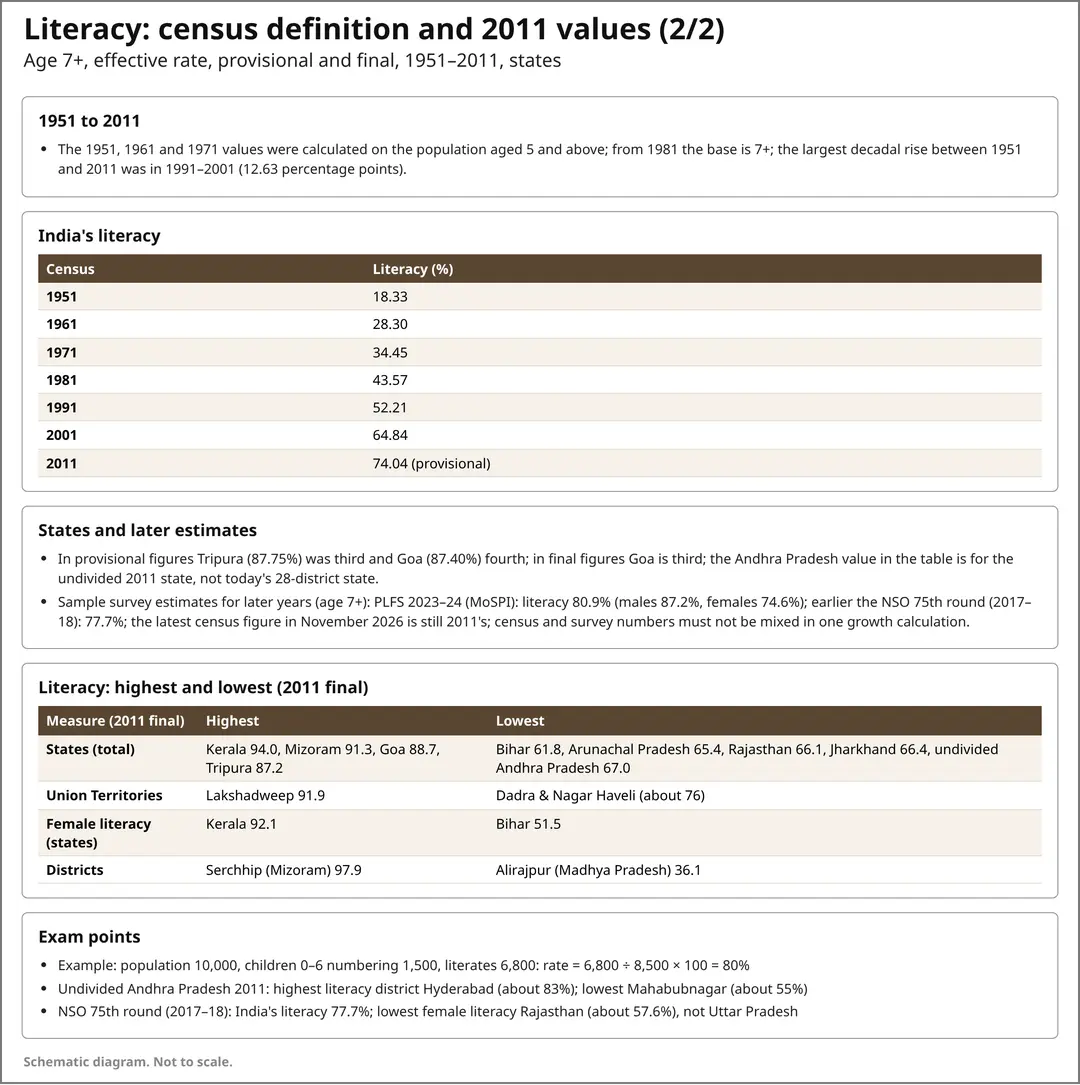 Literacy: census definition and 2011 values (2/2)
Age 7+, effective rate, provisional and final, 1951–2011, states
1951 to 2011
• The 1951, 1961 and 1971 values were calculated on the population aged 5 and above; from 1981 the base is 7+; the largest decadal rise between 1951
and 2011 was in 1991–2001 (12.63 percentage points).
India's literacy
Census Literacy (%)
1951 18.33
1961 28.30
1971 34.45
1981 43.57
1991 52.21
2001 64.84
2011 74.04 (provisional)
States and later estimates
• In provisional figures Tripura (87.75%) was third and Goa (87.40%) fourth; in final figures Goa is third; the Andhra Pradesh value in the table is for the
undivided 2011 state, not today's 28-district state.
• Sample survey estimates for later years (age 7+): PLFS 2023–24 (MoSPI): literacy 80.9% (males 87.2%, females 74.6%); earlier the NSO 75th round (2017–
18): 77.7%; the latest census figure in November 2026 is still 2011's; census and survey numbers must not be mixed in one growth calculation.
Literacy: highest and lowest (2011 final)
Measure (2011 final) Highest Lowest
States (total) Kerala 94.0, Mizoram 91.3, Goa 88.7, Bihar 61.8, Arunachal Pradesh 65.4, Rajasthan 66.1, Jharkhand 66.4, undivided
Tripura 87.2 Andhra Pradesh 67.0
Union Territories Lakshadweep 91.9 Dadra & Nagar Haveli (about 76)
Female literacy Kerala 92.1 Bihar 51.5
(states)
Districts Serchhip (Mizoram) 97.9 Alirajpur (Madhya Pradesh) 36.1
Exam points
• Example: population 10,000, children 0–6 numbering 1,500, literates 6,800: rate = 6,800 ÷ 8,500 × 100 = 80%
• Undivided Andhra Pradesh 2011: highest literacy district Hyderabad (about 83%); lowest Mahabubnagar (about 55%)
• NSO 75th round (2017–18): India's literacy 77.7%; lowest female literacy Rajasthan (about 57.6%), not Uttar Pradesh
Schematic diagram. Not to scale.